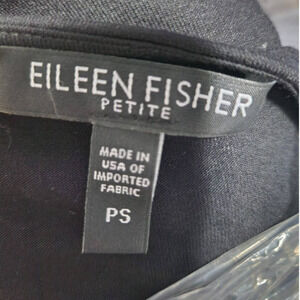 EILEEN FISHER
PETITE
MADE IN
USA OF
IMPORTED
FABRIC
PS